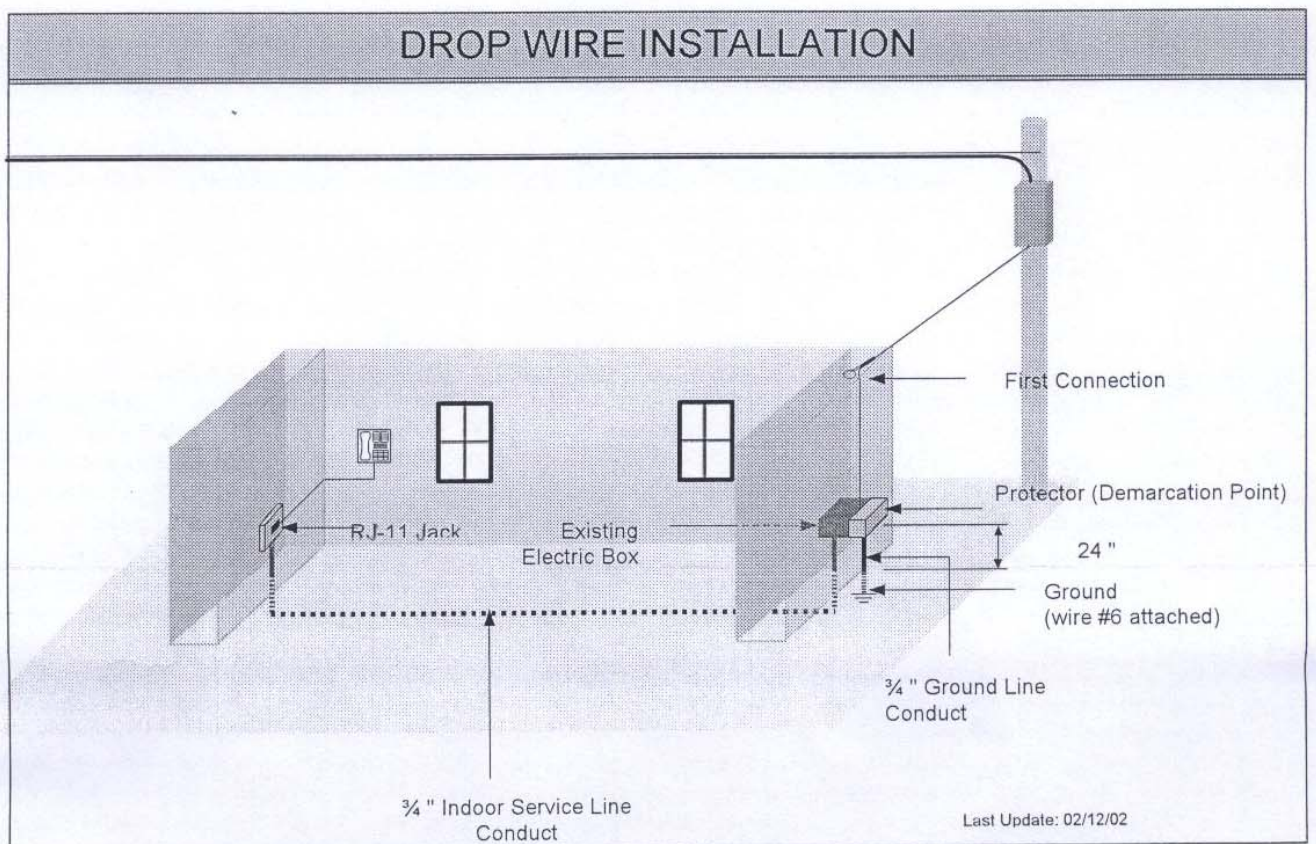 DROP WIRE INSTALLATION
First Connection
Protector (Demarcation Point)
RJ-11 Jack
Existing
Electric Box
24 "
Ground
(wire #6 attached)
¾ " Ground Line
Conduct
¾ " Indoor Service Line
Conduct
Last Update: 02/12/02